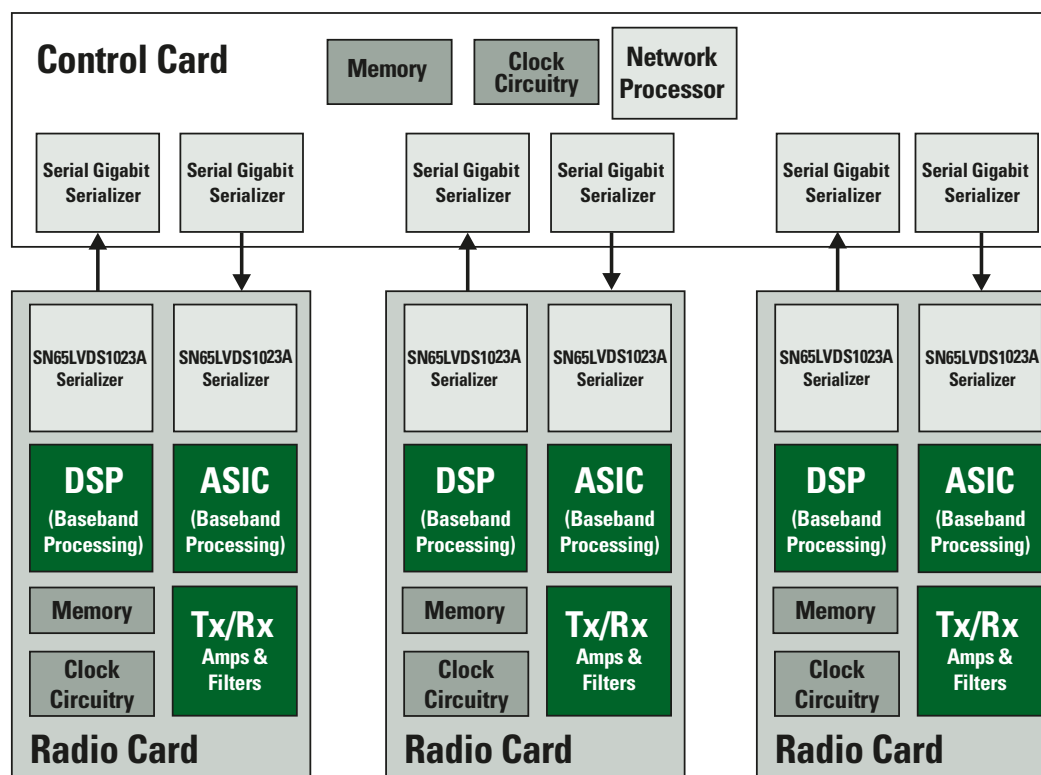 Control Card
Memory
Clock
Circuitry
Network
Processor
Serial Gigabit
Serializer
Serial Gigabit
Serializer
Serial Gigabit
Serializer
Serial Gigabit
Serializer
Serial Gigabit
Serializer
Serial Gigabit
Serializer
SN65LVDS1023A
Serializer
SN65LVDS1023A
Serializer
DSP
(Baseband
Processing)
ASIC
(Baseband
Processing)
Memory
Clock
Circuitry
Tx/Rx
Amps &
Filters
Radio Card
SN65LVDS1023A
Serializer
SN65LVDS1023A
Serializer
DSP
(Baseband
Processing)
ASIC
(Baseband
Processing)
Memory
Clock
Circuitry
Tx/Rx
Amps &
Filters
Radio Card
SN65LVDS1023A
Serializer
SN65LVDS1023A
Serializer
DSP
(Baseband
Processing)
ASIC
(Baseband
Processing)
Memory
Clock
Circuitry
Tx/Rx
Amps &
Filters
Radio Card